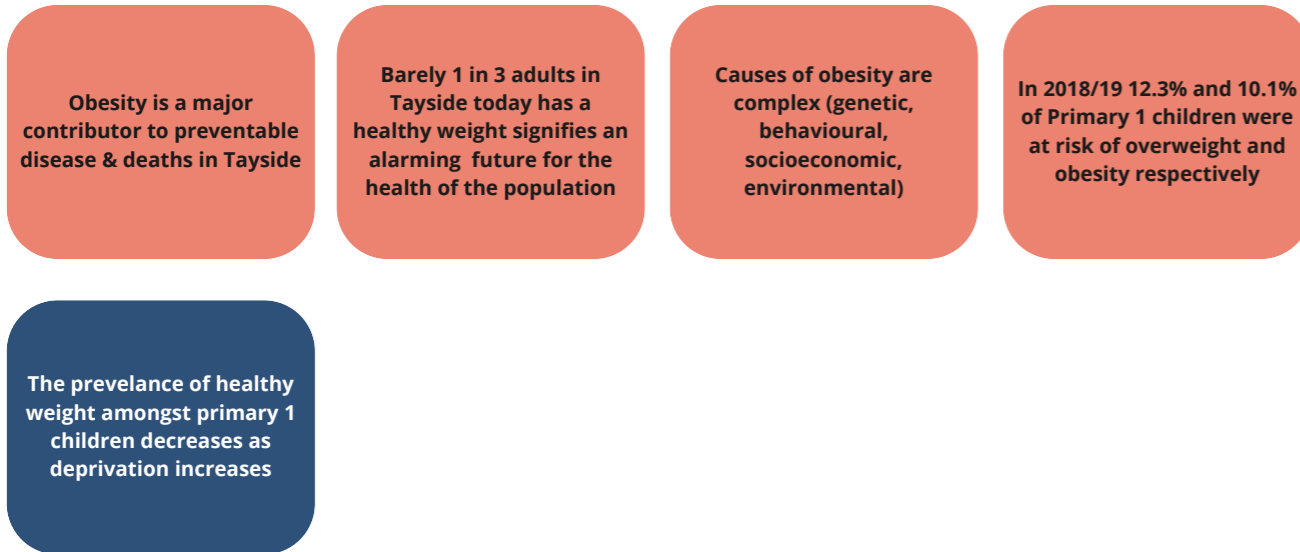 Obesity is a major
contributor to preventable
disease & deaths in Tayside
Barely 1 in 3 adults in
Tayside today has a
healthy weight signifies an
alarming future for the
health of the population
Causes of obesity are
complex (genetic,
behavioural,
socioeconomic,
environmental)
In 2018/19 12.3% and 10.1%
of Primary 1 children were
at risk of overweight and
obesity respectively
The prevelance of healthy
weight amongst primary 1
children decreases as
deprivation increases